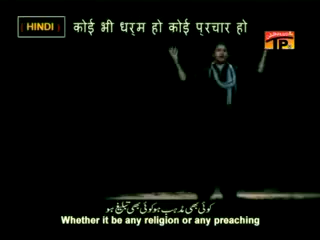 [ HINDI ] कोई भी धर्म हो कोई प्रचार हो
TP
کوئی بھی مذہب ہو کوئی بھی تبلیغ ہو
Whether it be any religion or any preaching